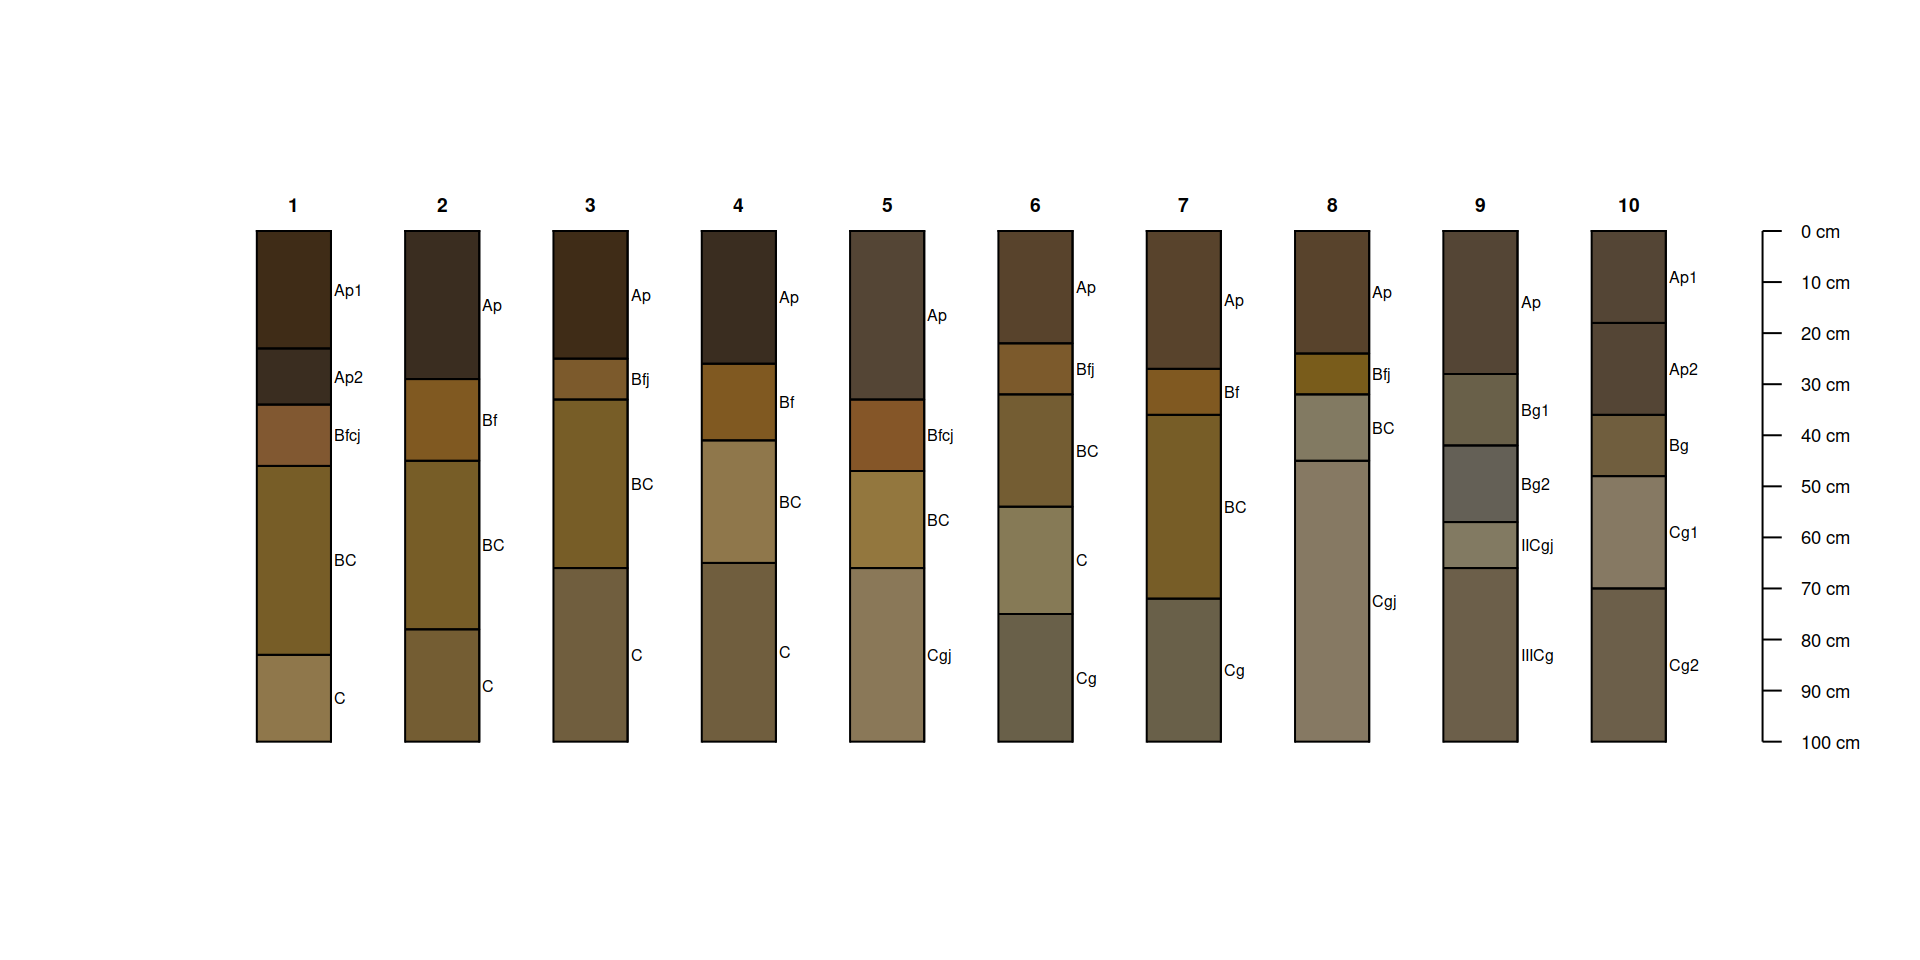 1 2 3 4 5 6 7 8 9 10
Ap1
Ap2
Bfcj
BC
C
Ap
Bf
BC
C
Ap
Bfj
BC
C
Ap
Bf
BC
C
Ap
Bfcj
BC
Cgj
Ap
Bfj
BC
C
Cg
Ap
Bf
BC
Cg
Ap
Bfj
BC
Cgj
Ap
Bg1
Bg2
IICgj
IIICg
Ap1
Ap2
Bg
Cg1
Cg2
0 cm
10 cm
20 cm
30 cm
40 cm
50 cm
60 cm
70 cm
80 cm
90 cm
100 cm